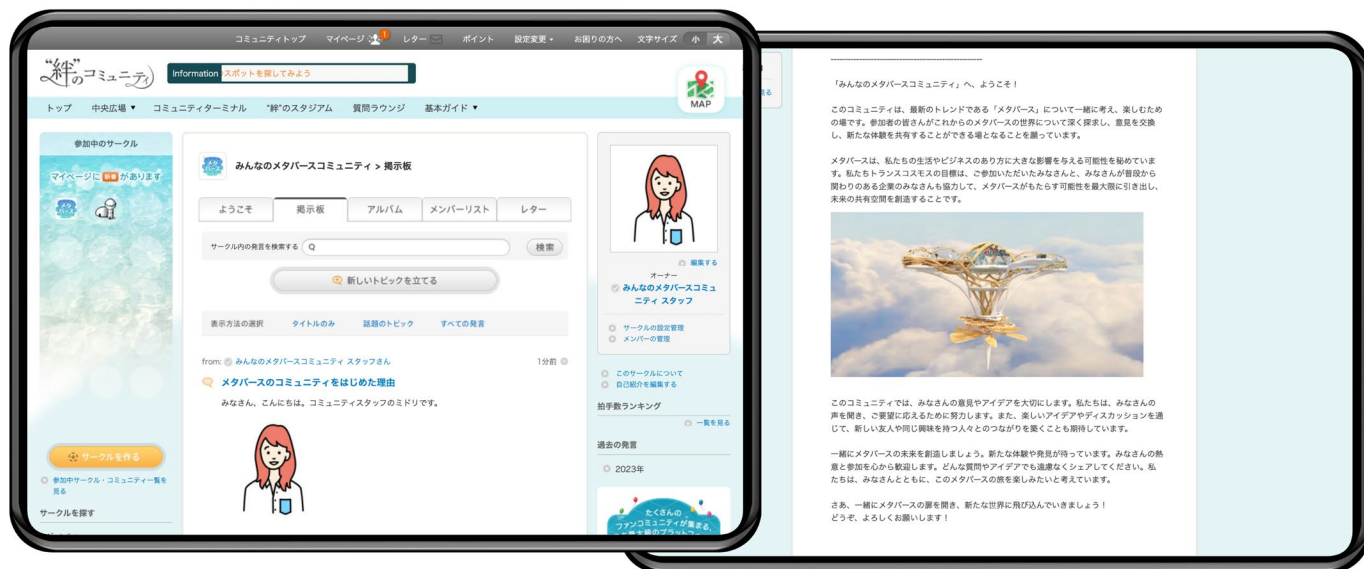 コミュニティトップ マイページ 1 レター ポイント 設定変更 お困りの方へ 文字サイズ 小 大
“絆”のコミュニティ
Information スポットを探してみよう
MAP
トップ 中央広場 ▼ コミュニティターミナル “絆”のスタジアム 質問ラウンジ 基本ガイド ▼
参加中のサークル
マイページに 新着 があります
メタバース
サークルを作る
参加中サークル・コミュニティ一覧を
見る
サークルを探す
メタバース
みんなのメタバースコミュニティ > 掲示板
ようこそ 掲示板 アルバム メンバーリスト レター
サークル内の発言を検索する 検索
新しいトピックを立てる
表示方法の選択 タイトルのみ 話題のトピック すべての発言
from: みんなのメタバースコミュニティ スタッフさん 1分前
メタバースのコミュニティをはじめた理由
みなさん、こんにちは。コミュニティスタッフのミドリです。
編集する
オーナー
みんなのメタバースコミュ
ニティ スタッフ
サークルの設定管理
メンバーの管理
このサークルについて
自己紹介を編集する
拍手数ランキング
一覧を見る
過去の発言
2023年
たくさんの
ファンコミュニティが集まる、
見る
「みんなのメタバースコミュニティ」へ、ようこそ！
このコミュニティは、最新のトレンドである「メタバース」について一緒に考え、楽しむため
の場です。参加者の皆さんがこれからのメタバースの世界について深く探求し、意見を交換
し、新たな体験を共有することができる場となることを願っています。
メタバースは、私たちの生活やビジネスのあり方に大きな影響を与える可能性を秘めていま
す。私たちトランスコスモスの目標は、ご参加いただいたみなさんと、みなさんが普段から
関わりのある企業のみなさんも協力して、メタバースがもたらす可能性を最大限に引き出し、
未来の共有空間を創造することです。
このコミュニティでは、みなさんの意見やアイデアを大切にします。私たちは、みなさんの
声を聞き、ご要望に応えるために努力します。また、楽しいアイデアやディスカッションを通
じて、新しい友人や同じ興味を持つ人々とのつながりを築くことも期待しています。
一緒にメタバースの未来を創造しましょう。新たな体験や発見が待っています。みなさんの熱
意と参加を心から歓迎します。どんな質問やアイデアでも遠慮なくシェアしてください。私
たちは、みなさんとともに、このメタバースの旅を楽しみたいと考えています。
さあ、一緒にメタバースの扉を開き、新たな世界に飛び込んでいきましょう！
どうぞ、よろしくお願いします！